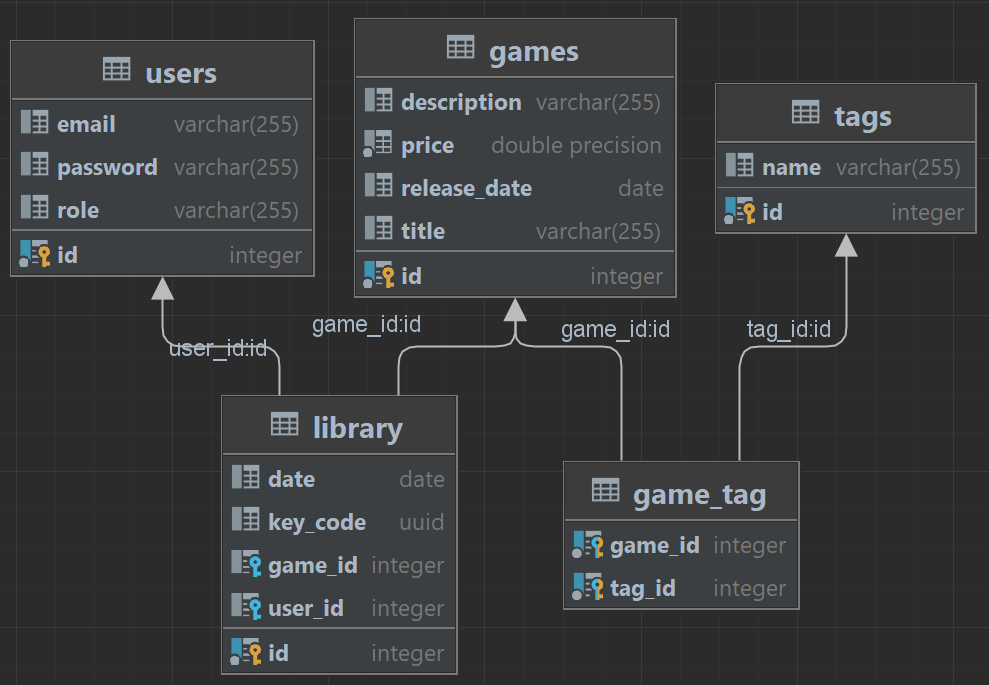 users
email varchar(255)
password varchar(255)
role varchar(255)
id integer
games
description varchar(255)
price double precision
release_date date
title varchar(255)
id integer
tags
name varchar(255)
id integer
user_id:id
game_id:id
game_id:id
tag_id:id
library
date date
key_code uuid
game_id integer
user_id integer
id integer
game_tag
game_id integer
tag_id integer